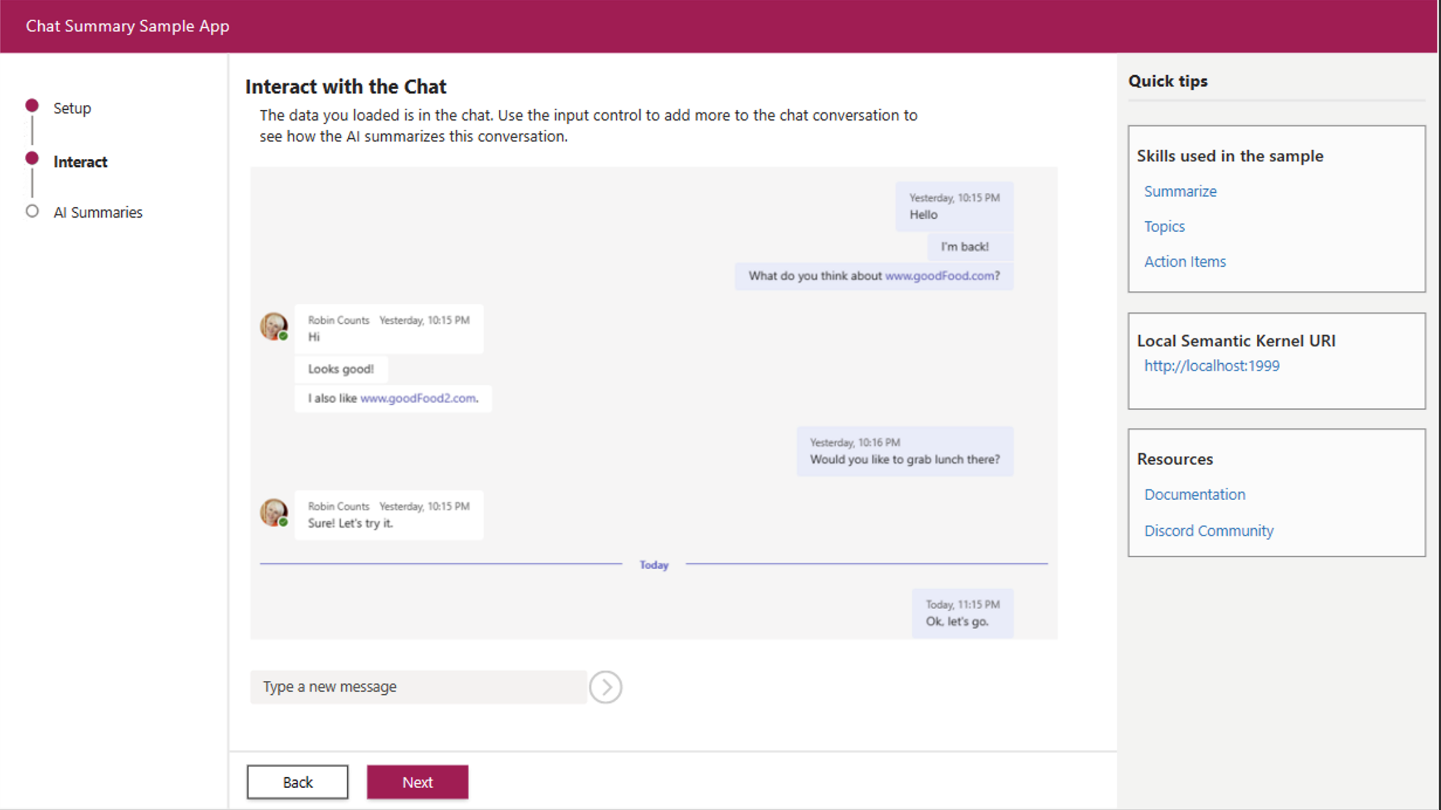 Chat Summary Sample App
Setup
Interact
AI Summaries
Interact with the Chat
The data you loaded is in the chat. Use the input control to add more to the chat conversation to
see how the AI summarizes this conversation.
Yesterday, 10:15 PM
Hello
I'm back!
What do you think about www.goodFood.com?
Robin Counts Yesterday, 10:15 PM
Hi
Looks good!
I also like www.goodFood2.com.
Yesterday, 10:16 PM
Would you like to grab lunch there?
Robin Counts Yesterday, 10:15 PM
Sure! Let's try it.
Today
Today, 11:15 PM
Ok, let's go.
Type a new message
Back
Next
Quick tips
Skills used in the sample
Summarize
Topics
Action Items
Local Semantic Kernel URI
http://localhost:1999
Resources
Documentation
Discord Community